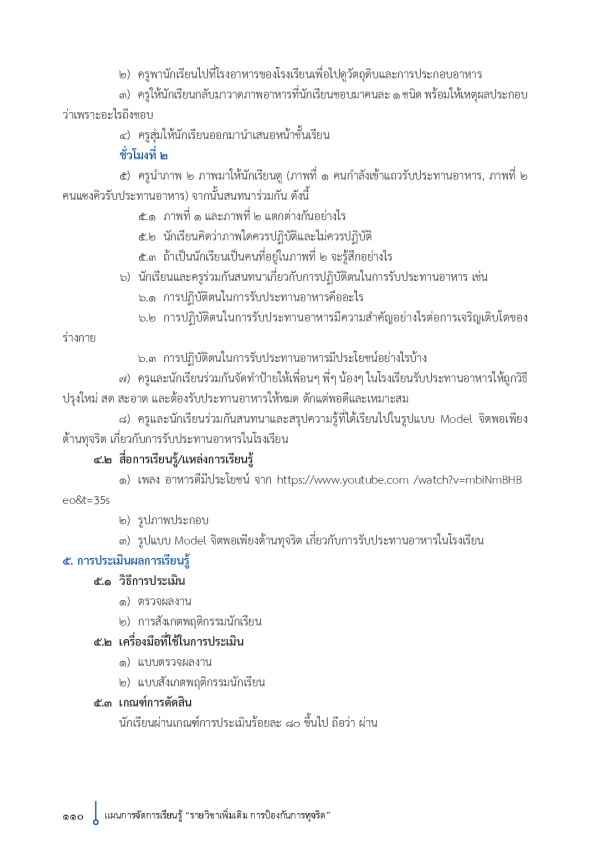 ๒) ครูพานักเรียนไปที่โรงอาหารของโรงเรียนเพื่อไปดูวัตถุดิบและการประกอบอาหาร
๓) ครูให้นักเรียนกลับมาวาดภาพอาหารที่นักเรียนชอบมาคนละ ๑ ชนิด พร้อมให้เหตุผลประกอบ
ว่าเพราะอะไรถึงชอบ
๔) ครูสุ่มให้นักเรียนออกมานำเสนอหน้าชั้นเรียน
ชั่วโมงที่ ๒
๕) ครูนำภาพ ๒ ภาพมาให้นักเรียนดู (ภาพที่ ๑ คนกำลังเข้าแถวรับประทานอาหาร, ภาพที่ ๒
คนแซงคิวรับประทานอาหาร) จากนั้นสนทนาร่วมกัน ดังนี้
๕.๑ ภาพที่ ๑ และภาพที่ ๒ แตกต่างกันอย่างไร
๕.๒ นักเรียนคิดว่าภาพใดควรปฏิบัติและไม่ควรปฏิบัติ
๕.๓ ถ้าเป็นนักเรียนเป็นคนที่อยู่ในภาพที่ ๒ จะรู้สึกอย่างไร
๖) นักเรียนและครูร่วมกันสนทนาเกี่ยวกับการปฏิบัติตนในการรับประทานอาหาร เช่น
๖.๑ การปฏิบัติตนในการรับประทานอาหารคืออะไร
๖.๒ การปฏิบัติตนในการรับประทานอาหารมีความสำคัญอย่างไรต่อการเจริญเติบโตของ
ร่างกาย
๖.๓ การปฏิบัติตนในการรับประทานอาหารมีประโยชน์อย่างไรบ้าง
๗) ครูและนักเรียนร่วมกันจัดทำป้ายให้เพื่อนๆ พี่ๆ น้องๆ ในโรงเรียนรับประทานอาหารให้ถูกวิธี
ปรุงใหม่ สด สะอาด และต้องรับประทานอาหารให้หมด ตักแต่พอดีและเหมาะสม
๘) ครูและนักเรียนร่วมกันสนทนาและสรุปความรู้ที่ได้เรียนไปในรูปแบบ Model จิตพอเพียง
ต้านทุจริต เกี่ยวกับการรับประทานอาหารในโรงเรียน
๔.๒ สื่อการเรียนรู้/แหล่งการเรียนรู้
๑) เพลง อาหารดีมีประโยชน์ จาก https://www.youtube.com /watch?v=mbiNmBHB
eo&t=35s
๒) รูปภาพประกอบ
๓) รูปแบบ Model จิตพอเพียงต้านทุจริต เกี่ยวกับการรับประทานอาหารในโรงเรียน
๕. การประเมินผลการเรียนรู้
๕.๑ วิธีการประเมิน
๑) ตรวจผลงาน
๒) การสังเกตพฤติกรรมนักเรียน
๕.๒ เครื่องมือที่ใช้ในการประเมิน
๑) แบบตรวจผลงาน
๒) แบบสังเกตพฤติกรรมนักเรียน
๕.๓ เกณฑ์การตัดสิน
นักเรียนผ่านเกณฑ์การประเมินร้อยละ ๘๐ ขึ้นไป ถือว่า ผ่าน
๑๑๐ แผนการจัดการเรียนรู้ “รายวิชาเพิ่มเติม การป้องกันการทุจริต”